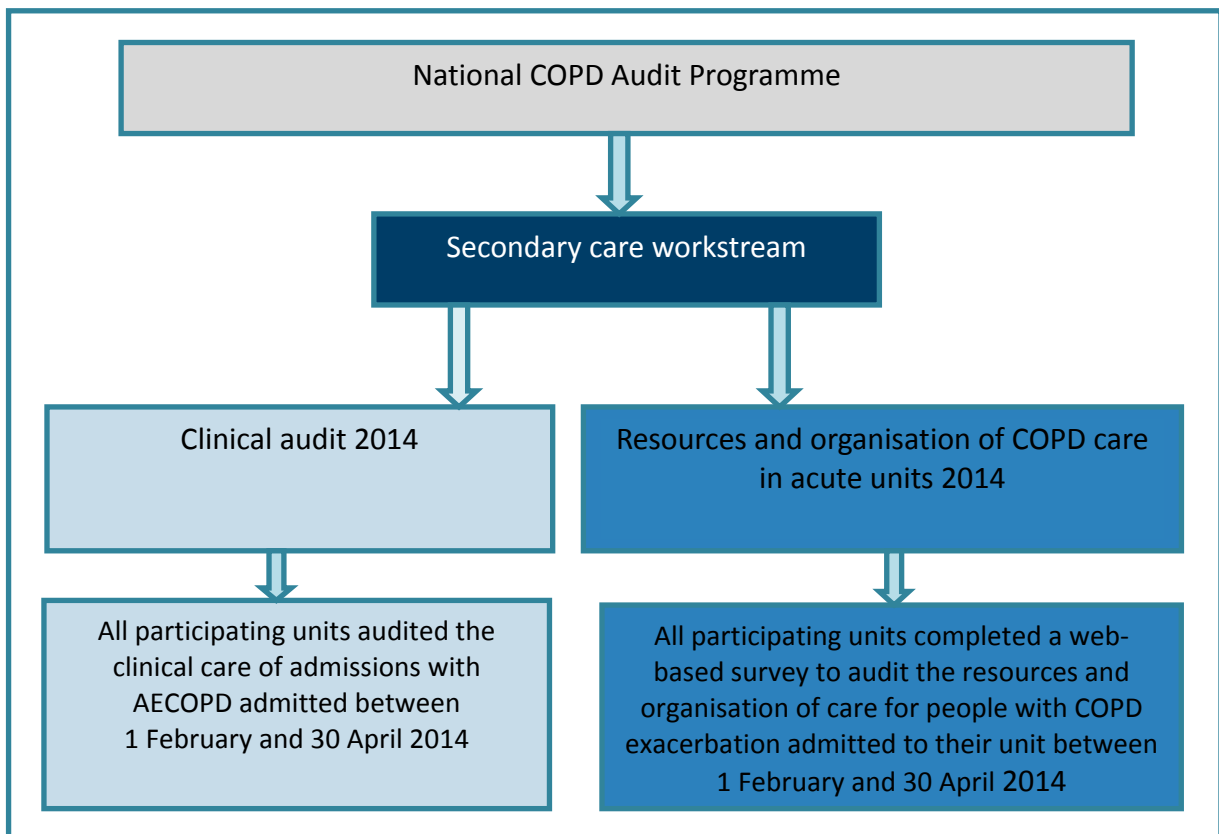 National COPD Audit Programme
Secondary care workstream
Clinical audit 2014
Resources and organisation of COPD care
in acute units 2014
All participating units audited the
clinical care of admissions with
AECOPD admitted between
1 February and 30 April 2014
All participating units completed a web-
based survey to audit the resources and
organisation of care for people with COPD
exacerbation admitted to their unit between
1 February and 30 April 2014